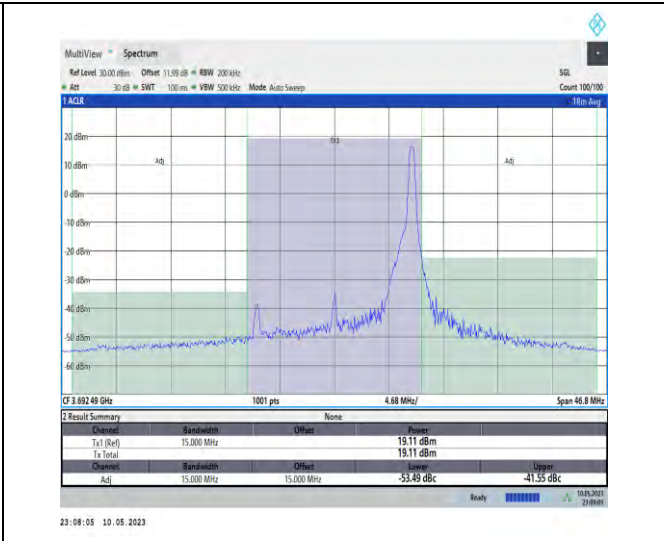 MultiView Spectrum
Ref Level 30.00 dBm Offset 11.99 dB RBW 200 kHz SGL
Att 30 dB SWT 100 ms VBW 500 kHz Mode Auto Sweep Count 100/100
1 ACLR 1Rm Avg
Tx1
20 dBm
Adj Adj
10 dBm
0 dBm
-10 dBm
-20 dBm
-30 dBm
-40 dBm
-50 dBm
-60 dBm
CF 3.692 49 GHz 1001 pts 4.68 MHz/ Span 46.8 MHz
2 Result Summary None
Channel Bandwidth Offset Power
Tx1 (Ref) 15.000 MHz 19.11 dBm
Tx Total 19.11 dBm
Channel Bandwidth Offset Lower Upper
Adj 15.000 MHz 15.000 MHz -53.49 dBc -41.55 dBc
Ready 10.05.2023
23:08:05
23:08:05 10.05.2023